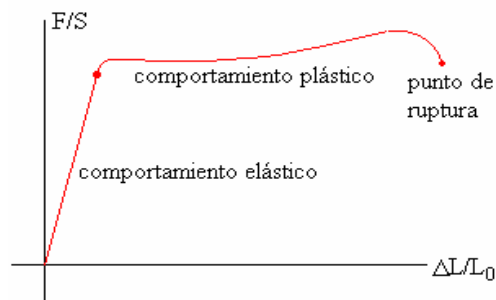 F/S
comportamiento plástico
punto de
ruptura
comportamiento elástico
ΔL/L₀